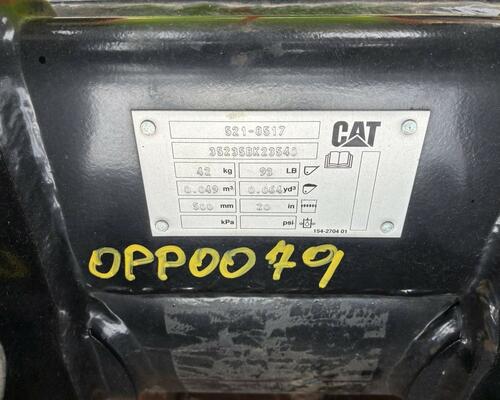 521-8517
CAT
35235BK23540
42 kg 93 LB
0.049 m³ 0.064 yd³
500 mm 20 in
kPa psi
154-2704 01
OPP0079